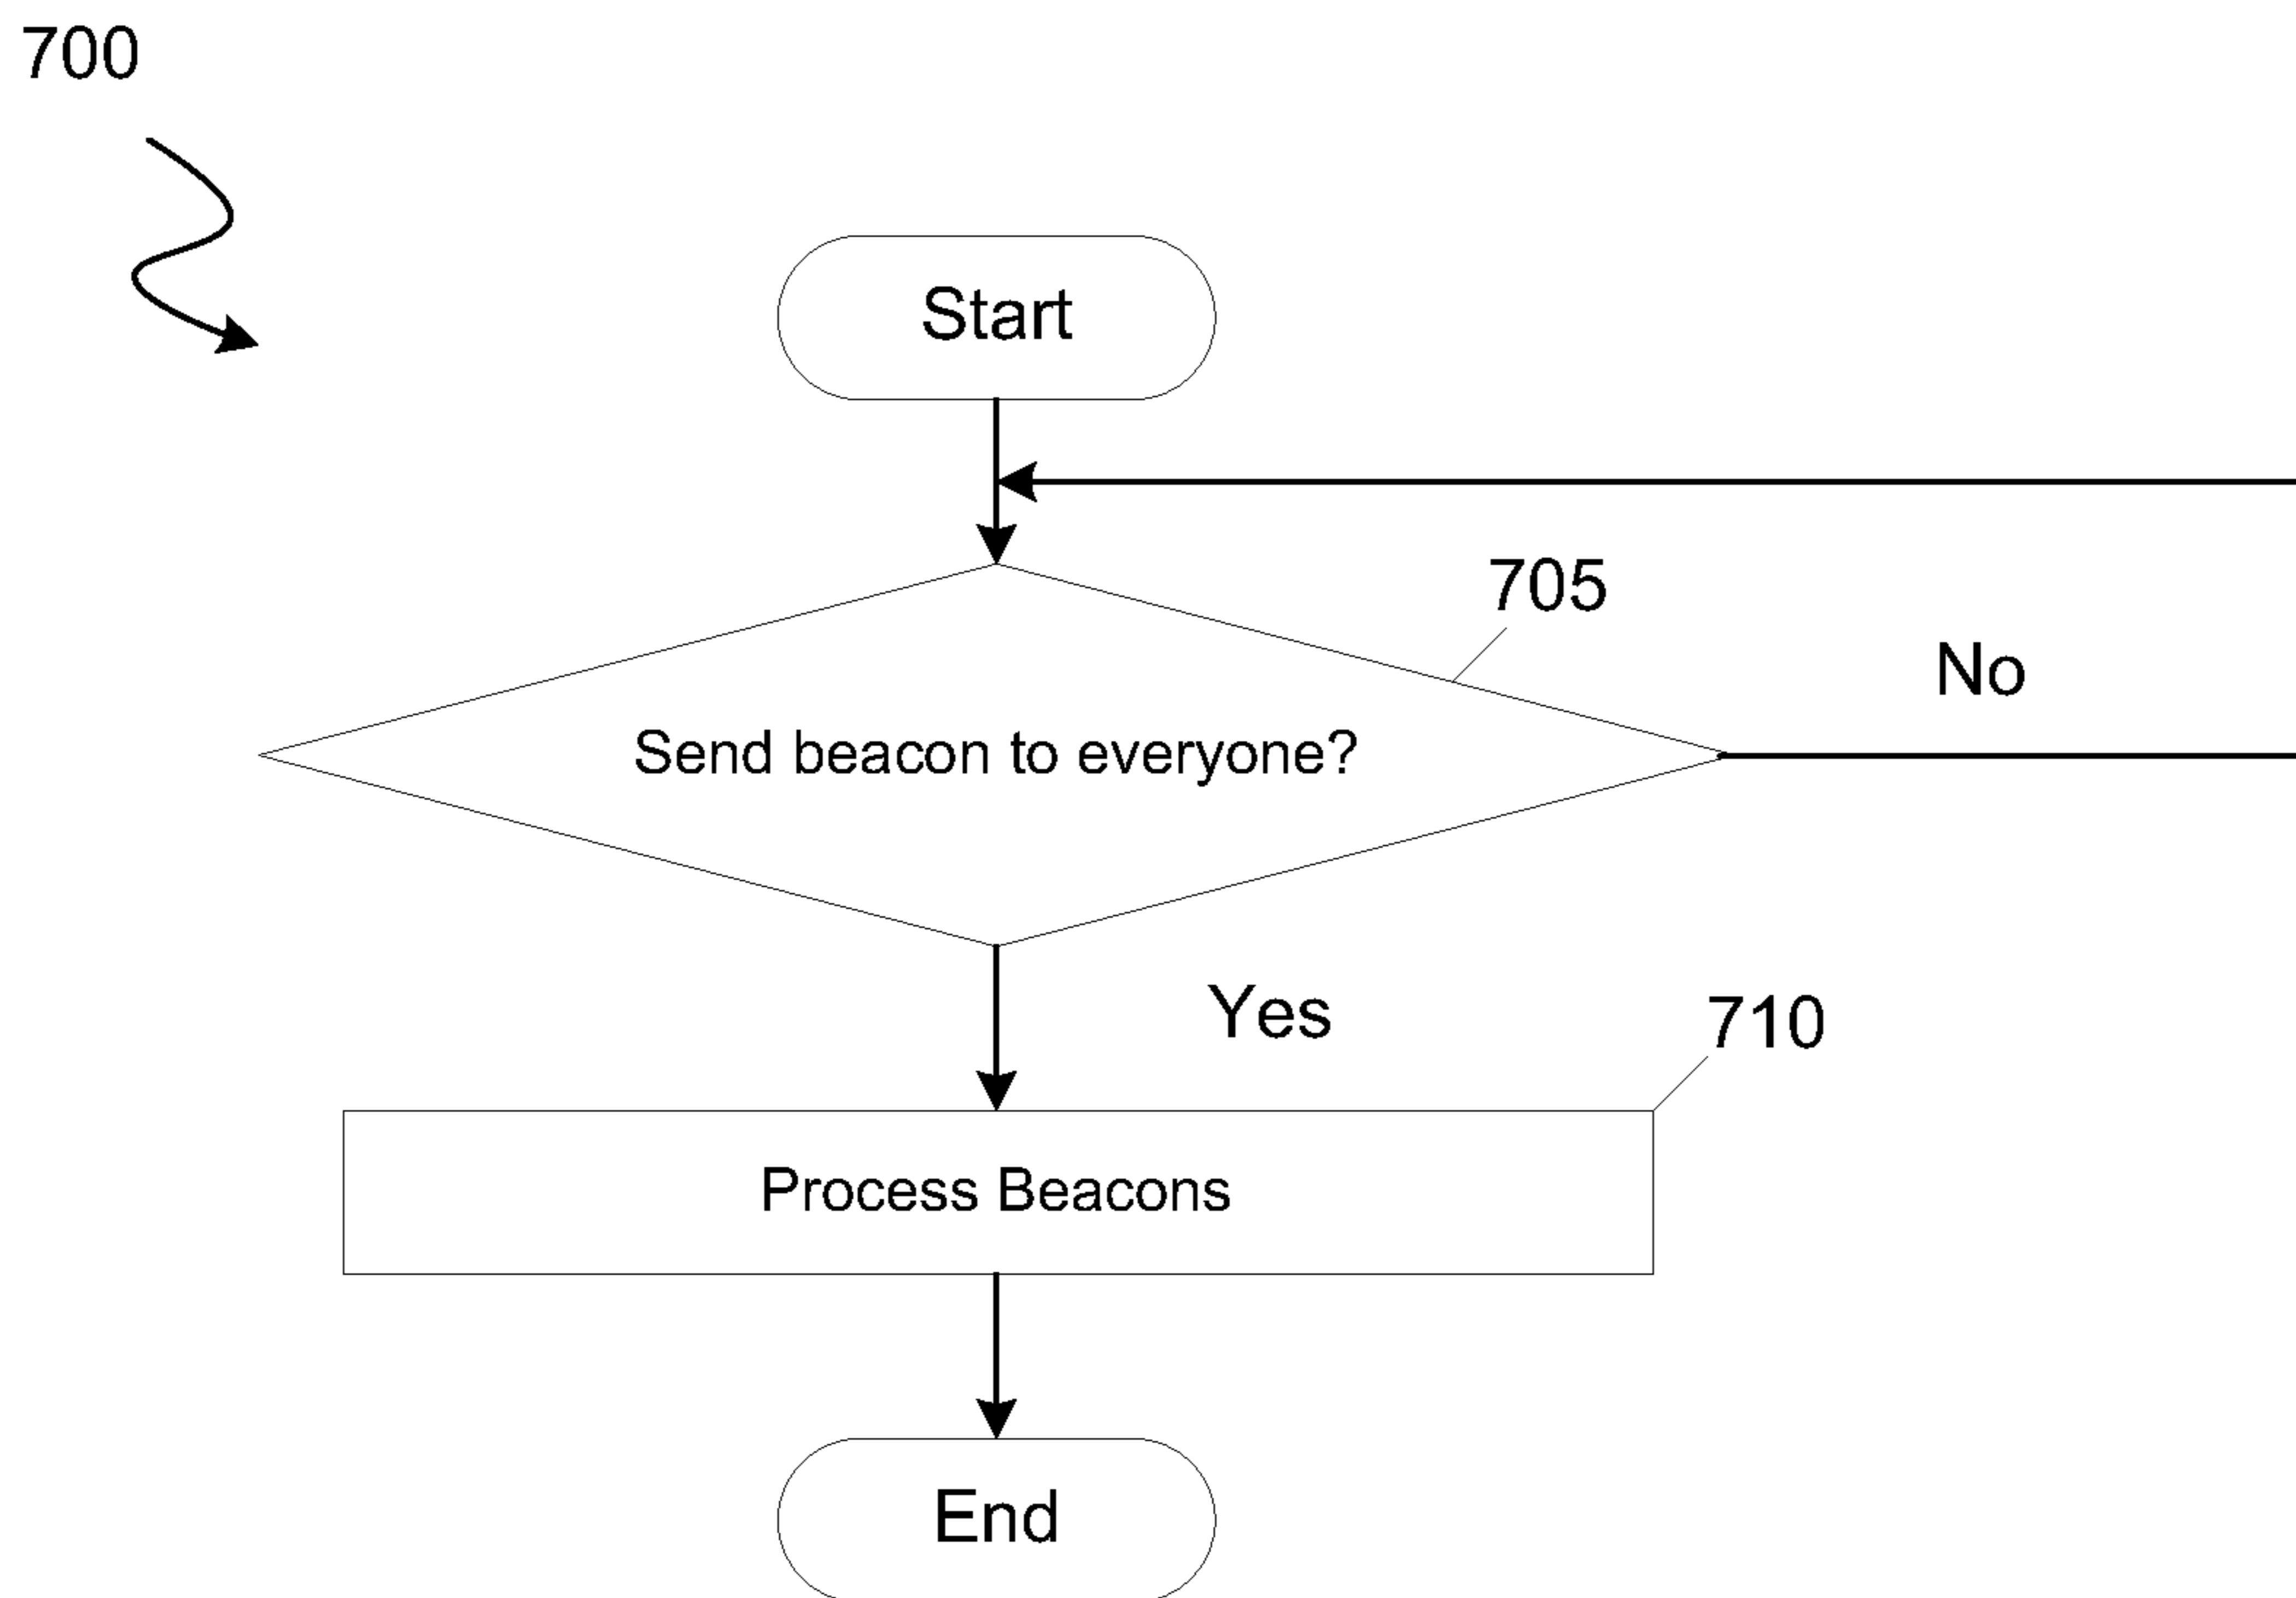 700
Start
705
No
Send beacon to everyone?
Yes
710
Process Beacons
End